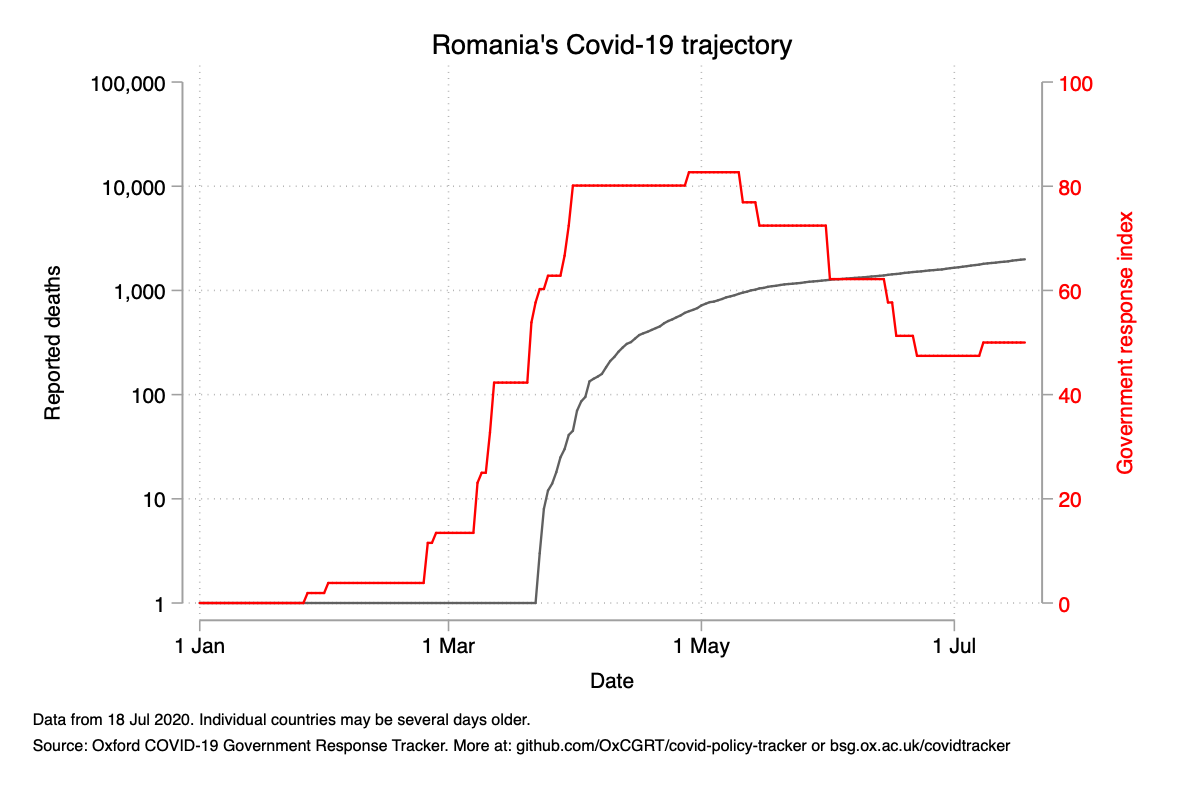 Romania's Covid-19 trajectory
100,000
10,000
1,000
100
10
1
Reported deaths
100
80
60
40
20
0
Government response index
1 Jan
1 Mar
1 May
1 Jul
Date
Data from 18 Jul 2020. Individual countries may be several days older.
Source: Oxford COVID-19 Government Response Tracker. More at: github.com/OxCGRT/covid-policy-tracker or bsg.ox.ac.uk/covidtracker